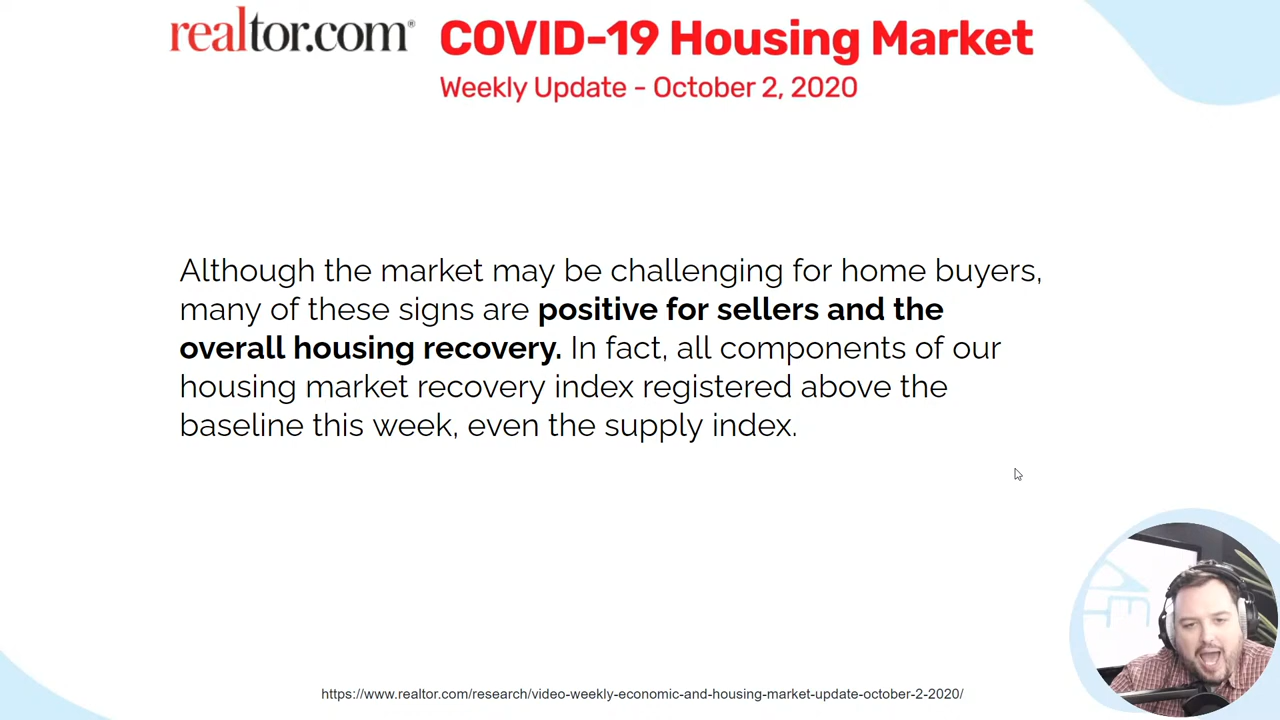 realtor.com®
COVID-19 Housing Market
Weekly Update - October 2, 2020
Although the market may be challenging for home buyers,
many of these signs are positive for sellers and the
overall housing recovery. In fact, all components of our
housing market recovery index registered above the
baseline this week, even the supply index.
https://www.realtor.com/research/video-weekly-economic-and-housing-market-update-october-2-2020/